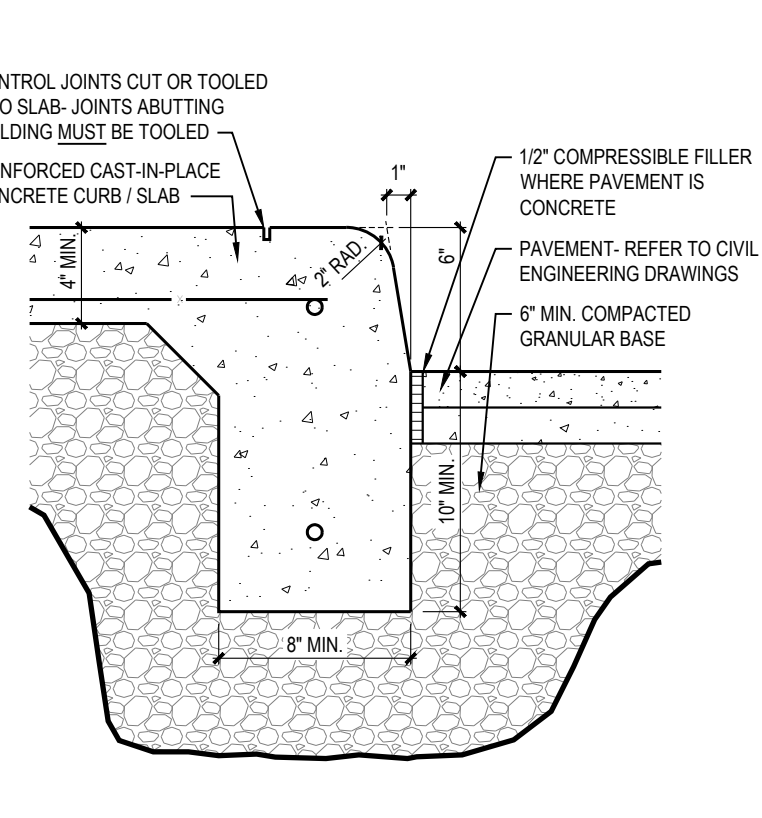 NTROL JOINTS CUT OR TOOLED
O SLAB- JOINTS ABUTTING
LDING MUST BE TOOLED
NFORCED CAST-IN-PLACE
NCRETE CURB / SLAB
1"
1/2" COMPRESSIBLE FILLER
WHERE PAVEMENT IS
CONCRETE
4" MIN.
2" RAD.
6"
PAVEMENT- REFER TO CIVIL
ENGINEERING DRAWINGS
6" MIN. COMPACTED
GRANULAR BASE
10" MIN.
8" MIN.